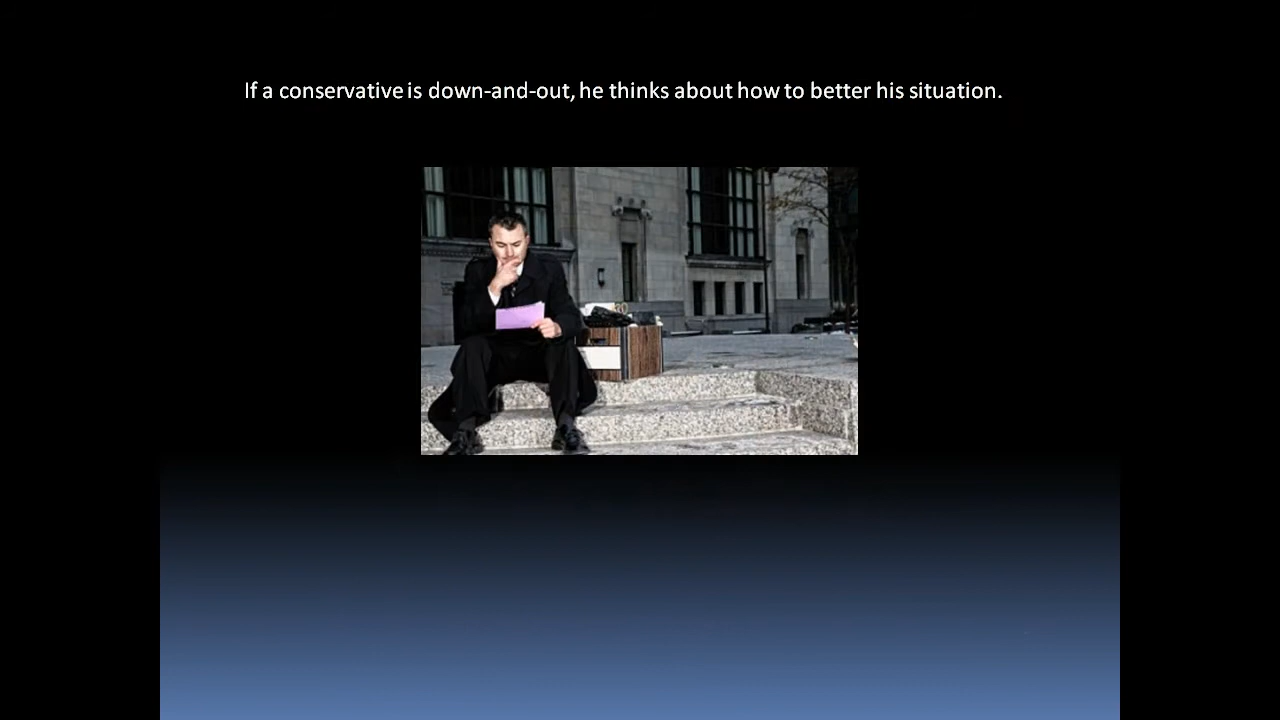 If a conservative is down-and-out, he thinks about how to better his situation.